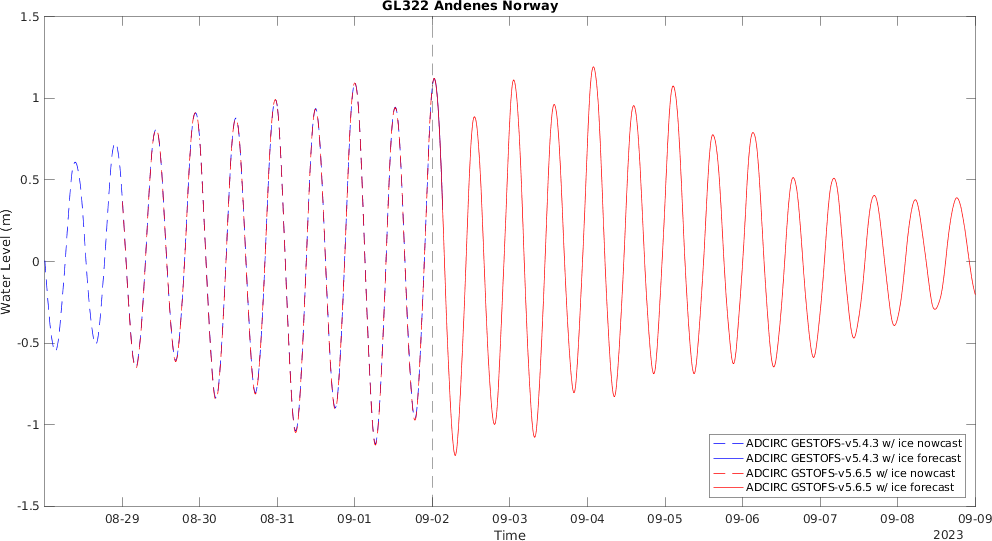 GL322 Andenes Norway
1.5
1
0.5
0
-0.5
-1
-1.5
Water Level (m)
ADCIRC GESTOFS-v5.4.3 w/ ice nowcast
ADCIRC GESTOFS-v5.4.3 w/ ice forecast
ADCIRC GSTOFS-v5.6.5 w/ ice nowcast
ADCIRC GSTOFS-v5.6.5 w/ ice forecast
08-29 08-30 08-31 09-01 09-02 09-03 09-04 09-05 09-06 09-07 09-08 09-09
Time
2023